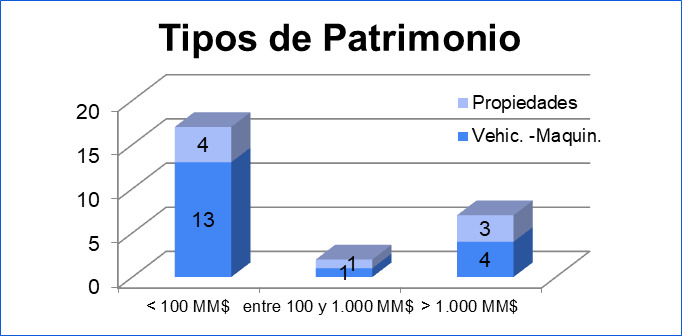 Tipos de Patrimonio
20
15
10
5
0
Propiedades
Vehic. -Maquin.
4
13
1
1
3
4
< 100 MM$ entre 100 y 1.000 MM$ > 1.000 MM$